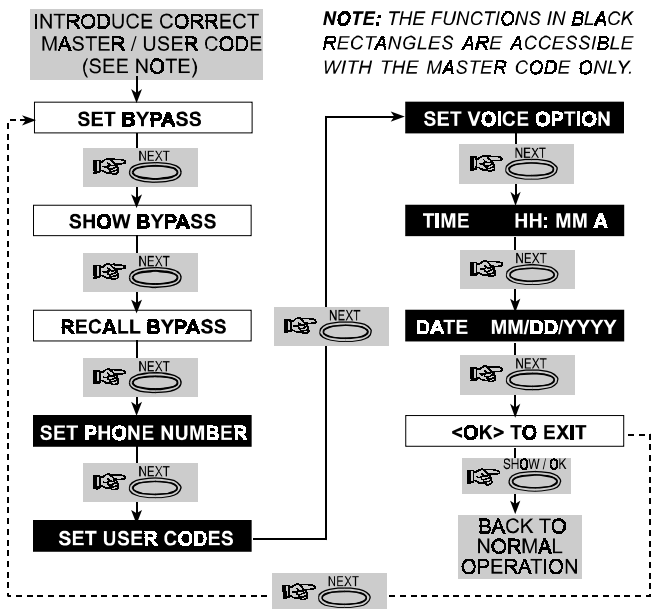 INTRODUCE CORRECT
MASTER / USER CODE
(SEE NOTE)
NOTE: THE FUNCTIONS IN BLACK
RECTANGLES ARE ACCESSIBLE
WITH THE MASTER CODE ONLY.
SET BYPASS
NEXT
SHOW BYPASS
NEXT
RECALL BYPASS
NEXT
SET PHONE NUMBER
NEXT
SET USER CODES
NEXT
SET VOICE OPTION
NEXT
TIME HH: MM A
NEXT
DATE MM/DD/YYYY
NEXT
<OK> TO EXIT
SHOW / OK
BACK TO
NORMAL
OPERATION
NEXT